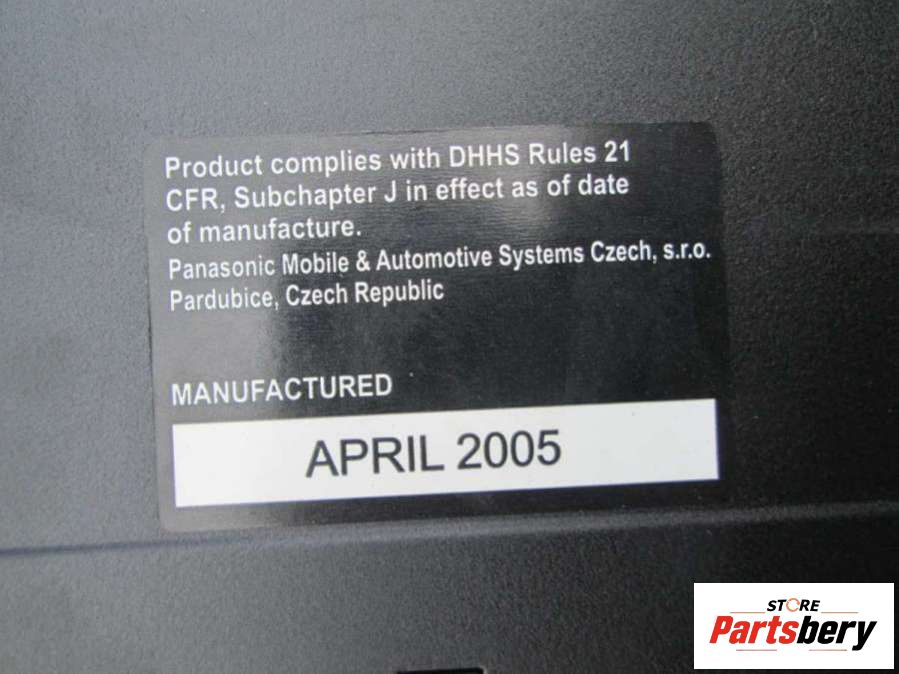 Product complies with DHHS Rules 21
CFR, Subchapter J in effect as of date
of manufacture.
Panasonic Mobile & Automotive Systems Czech, s.r.o.
Pardubice, Czech Republic
MANUFACTURED
APRIL 2005
STORE
Partsbery